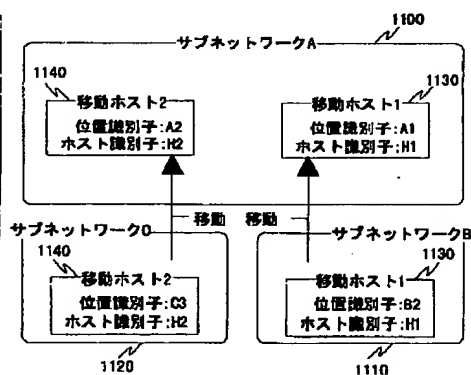 1100
サブネットワークA
1140
移動ホスト2
位置識別子:A2
ホスト識別子:H2
1130
移動ホスト1
位置識別子:A1
ホスト識別子:H1
移動
移動
サブネットワークC
1140
移動ホスト2
位置識別子:C3
ホスト識別子:H2
1120
サブネットワークB
1130
移動ホスト1
位置識別子:B2
ホスト識別子:H1
1110